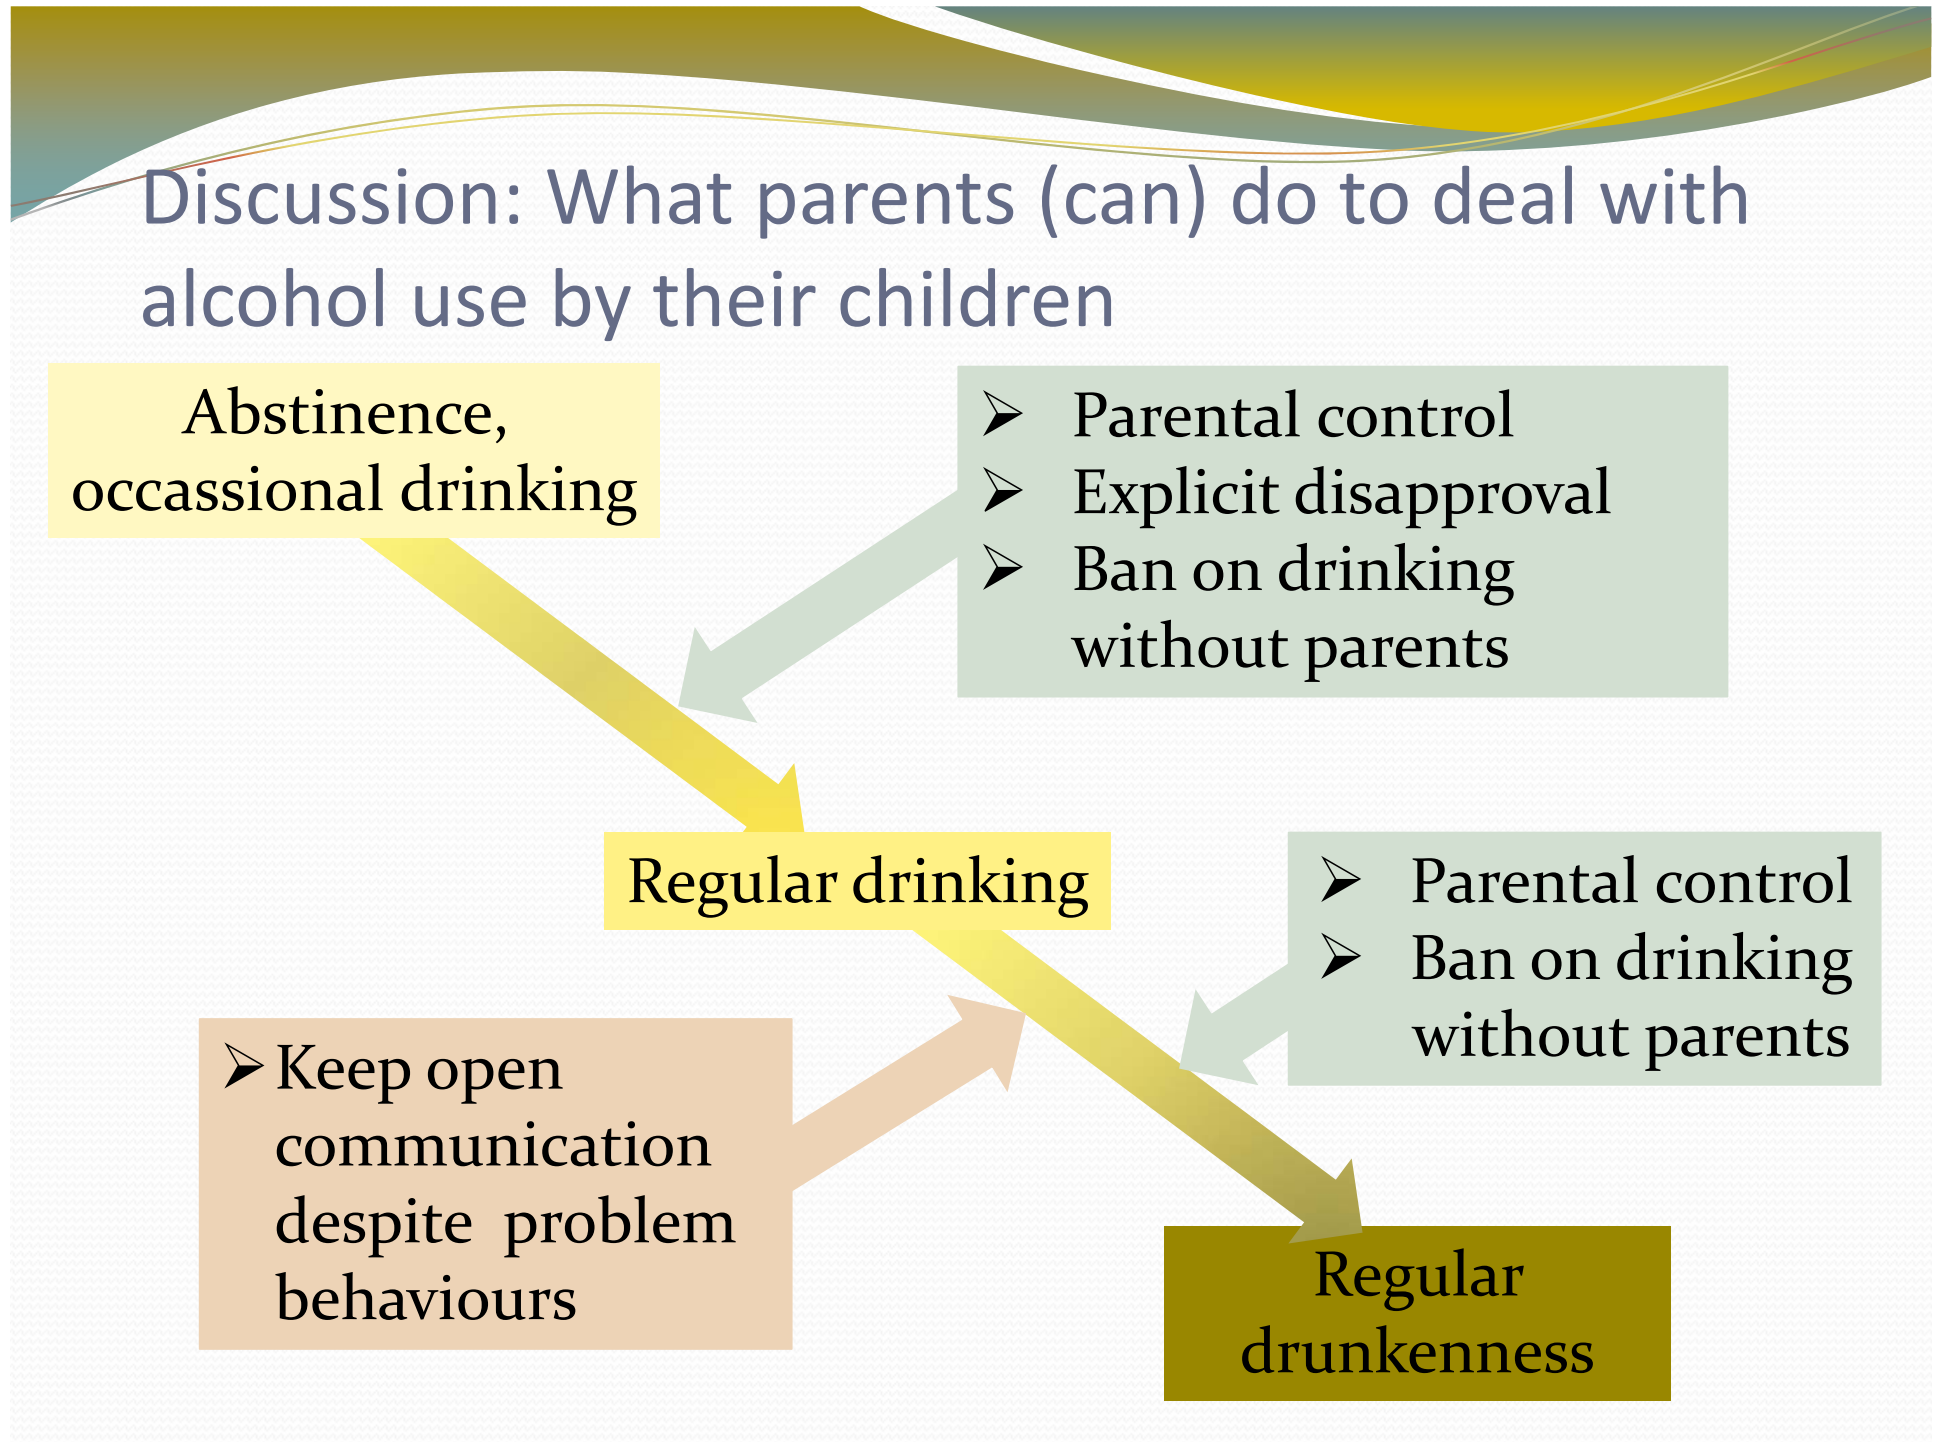 Discussion: What parents (can) do to deal with
alcohol use by their children
Abstinence,
occassional drinking
➢ Parental control
➢ Explicit disapproval
➢ Ban on drinking
without parents
Regular drinking
➢ Parental control
➢ Ban on drinking
without parents
➢ Keep open
communication
despite problem
behaviours
Regular
drunkenness